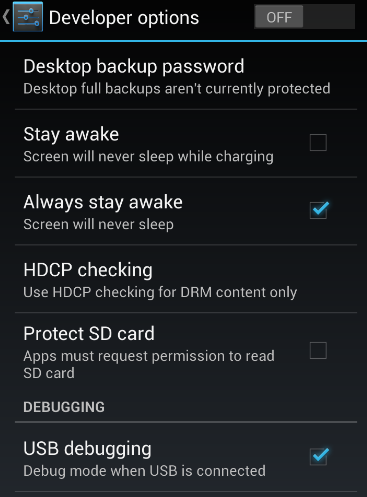 Developer options OFF
Desktop backup password
Desktop full backups aren't currently protected
Stay awake
Screen will never sleep while charging
Always stay awake
Screen will never sleep
HDCP checking
Use HDCP checking for DRM content only
Protect SD card
Apps must request permission to read
SD card
DEBUGGING
USB debugging
Debug mode when USB is connected